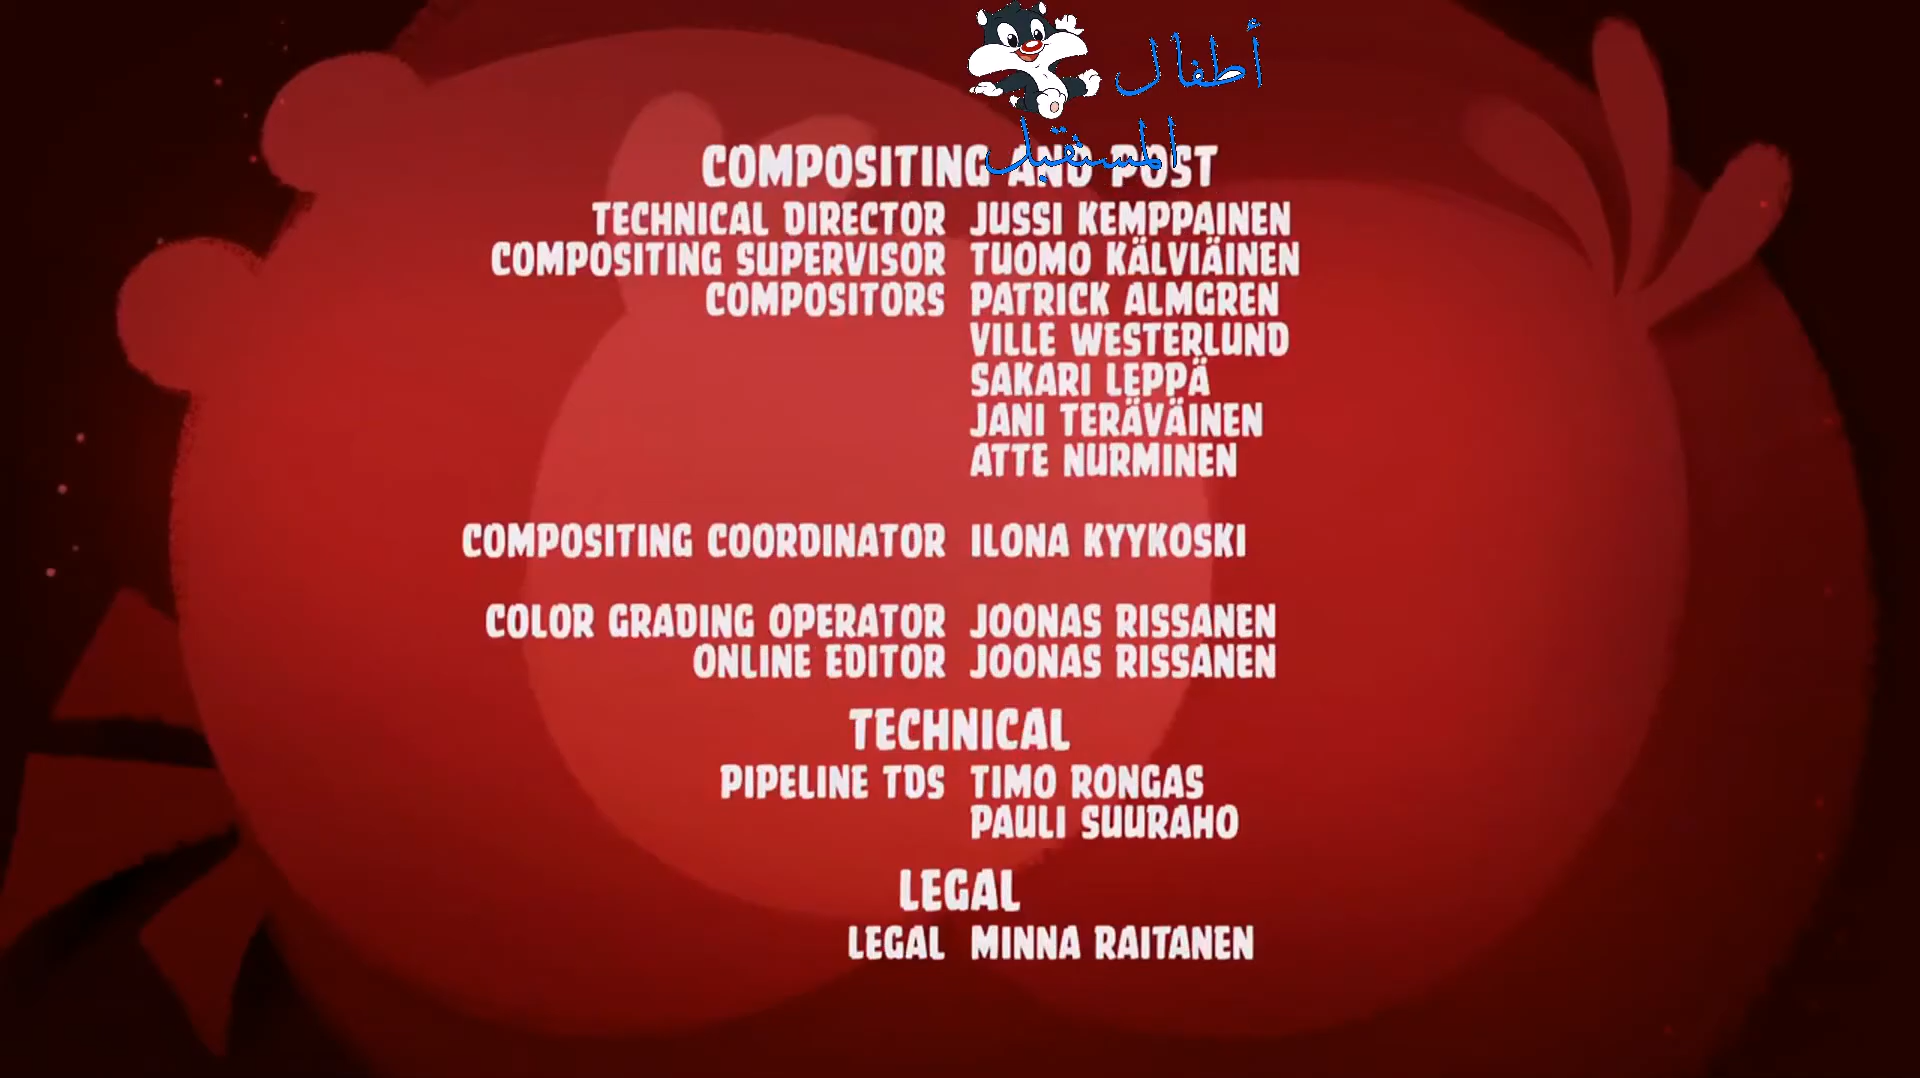 أطفال
المستقبل
COMPOSITING AND POST
TECHNICAL DIRECTOR JUSSI KEMPPAINEN
COMPOSITING SUPERVISOR TUOMO KÄLVIÄINEN
COMPOSITORS PATRICK ALMGREN
VILLE WESTERLUND
SAKARI LEPPÄ
JANI TERÄVÄINEN
ATTE NURMINEN
COMPOSITING COORDINATOR ILONA KYYKOSKI
COLOR GRADING OPERATOR JOONAS RISSANEN
ONLINE EDITOR JOONAS RISSANEN
TECHNICAL
PIPELINE TDS TIMO RONGAS
PAULI SUURAHO
LEGAL
LEGAL MINNA RAITANEN